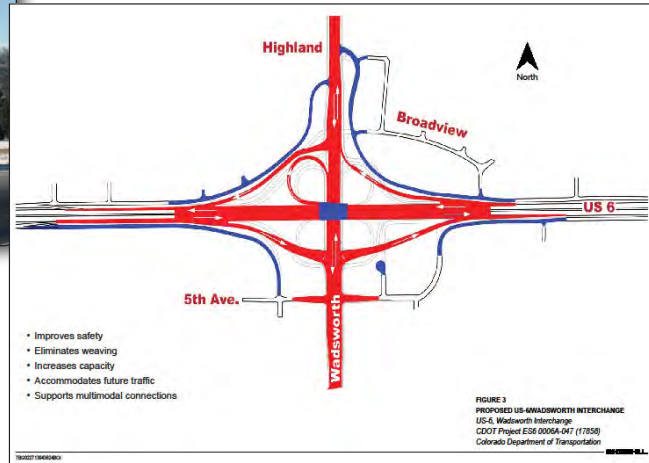 Highland
North
Broadview
US 6
5th Ave.
Wadsworth
• Improves safety
• Eliminates weaving
• Increases capacity
• Accommodates future traffic
• Supports multimodal connections
FIGURE 3
PROPOSED US-6/WADSWORTH INTERCHANGE
US-6, Wadsworth Interchange
CDOT Project ES6 0006A-047 (17858)
Colorado Department of Transportation